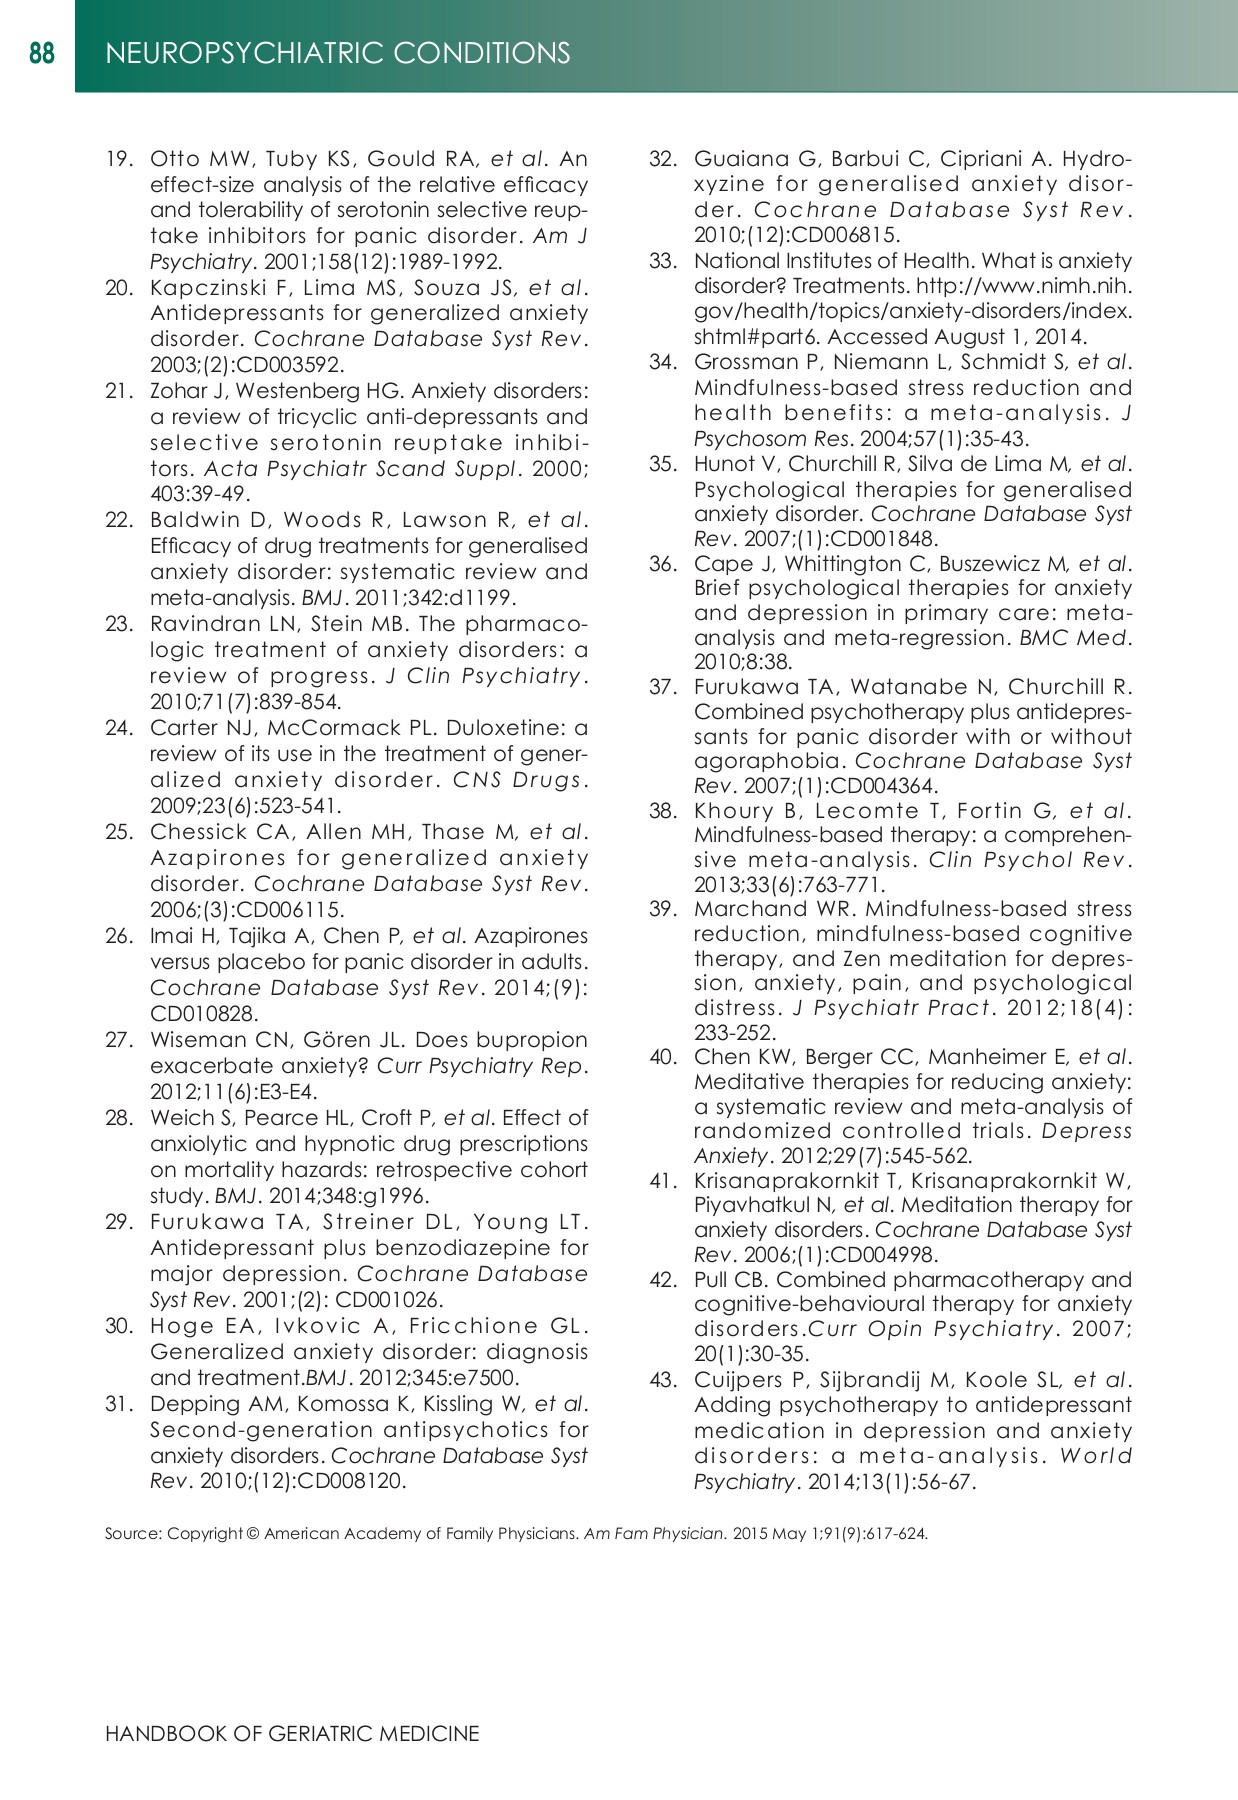 88
NEUROPSYCHIATRIC CONDITIONS
19. Otto MW, Tuby KS, Gould RA, et al. An
effect-size analysis of the relative efficacy
and tolerability of serotonin selective reup-
take inhibitors for panic disorder. Am J
Psychiatry. 2001;158(12):1989-1992.
20. Kapczinski F, Lima MS, Souza JS, et al.
Antidepressants for generalized anxiety
disorder. Cochrane Database Syst Rev.
2003;(2):CD003592.
21. Zohar J, Westenberg HG. Anxiety disorders:
a review of tricyclic anti-depressants and
selective serotonin reuptake inhibi-
tors. Acta Psychiatr Scand Suppl. 2000;
403:39-49.
22. Baldwin D, Woods R, Lawson R, et al.
Efficacy of drug treatments for generalised
anxiety disorder: systematic review and
meta-analysis. BMJ. 2011;342:d1199.
23. Ravindran LN, Stein MB. The pharmaco-
logic treatment of anxiety disorders: a
review of progress. J Clin Psychiatry.
2010;71(7):839-854.
24. Carter NJ, McCormack PL. Duloxetine: a
review of its use in the treatment of gener-
alized anxiety disorder. CNS Drugs.
2009;23(6):523-541.
25. Chessick CA, Allen MH, Thase M, et al.
Azapirones for generalized anxiety
disorder. Cochrane Database Syst Rev.
2006;(3):CD006115.
26. Imai H, Tajika A, Chen P, et al. Azapirones
versus placebo for panic disorder in adults.
Cochrane Database Syst Rev. 2014;(9):
CD010828.
27. Wiseman CN, Gören JL. Does bupropion
exacerbate anxiety? Curr Psychiatry Rep.
2012;11(6):E3-E4.
28. Weich S, Pearce HL, Croft P, et al. Effect of
anxiolytic and hypnotic drug prescriptions
on mortality hazards: retrospective cohort
study. BMJ. 2014;348:g1996.
29. Furukawa TA, Streiner DL, Young LT.
Antidepressant plus benzodiazepine for
major depression. Cochrane Database
Syst Rev. 2001;(2): CD001026.
30. Hoge EA, Ivkovic A, Fricchione GL.
Generalized anxiety disorder: diagnosis
and treatment.BMJ. 2012;345:e7500.
31. Depping AM, Komossa K, Kissling W, et al.
Second-generation antipsychotics for
anxiety disorders. Cochrane Database Syst
Rev. 2010;(12):CD008120.
32. Guaiana G, Barbui C, Cipriani A. Hydro-
xyzine for generalised anxiety disor-
der. Cochrane Database Syst Rev.
2010;(12):CD006815.
33. National Institutes of Health. What is anxiety
disorder? Treatments. http://www.nimh.nih.
gov/health/topics/anxiety-disorders/index.
shtml#part6. Accessed August 1, 2014.
34. Grossman P, Niemann L, Schmidt S, et al.
Mindfulness-based stress reduction and
health benefits: a meta-analysis. J
Psychosom Res. 2004;57(1):35-43.
35. Hunot V, Churchill R, Silva de Lima M, et al.
Psychological therapies for generalised
anxiety disorder. Cochrane Database Syst
Rev. 2007;(1):CD001848.
36. Cape J, Whittington C, Buszewicz M, et al.
Brief psychological therapies for anxiety
and depression in primary care: meta-
analysis and meta-regression. BMC Med.
2010;8:38.
37. Furukawa TA, Watanabe N, Churchill R.
Combined psychotherapy plus antidepres-
sants for panic disorder with or without
agoraphobia. Cochrane Database Syst
Rev. 2007;(1):CD004364.
38. Khoury B, Lecomte T, Fortin G, et al.
Mindfulness-based therapy: a comprehen-
sive meta-analysis. Clin Psychol Rev.
2013;33(6):763-771.
39. Marchand WR. Mindfulness-based stress
reduction, mindfulness-based cognitive
therapy, and Zen meditation for depres-
sion, anxiety, pain, and psychological
distress. J Psychiatr Pract. 2012;18(4):
233-252.
40. Chen KW, Berger CC, Manheimer E, et al.
Meditative therapies for reducing anxiety:
a systematic review and meta-analysis of
randomized controlled trials. Depress
Anxiety. 2012;29(7):545-562.
41. Krisanaprakornkit T, Krisanaprakornkit W,
Piyavhatkul N, et al. Meditation therapy for
anxiety disorders. Cochrane Database Syst
Rev. 2006;(1):CD004998.
42. Pull CB. Combined pharmacotherapy and
cognitive-behavioural therapy for anxiety
disorders.Curr Opin Psychiatry. 2007;
20(1):30-35.
43. Cuijpers P, Sijbrandij M, Koole SL, et al.
Adding psychotherapy to antidepressant
medication in depression and anxiety
disorders: a meta-analysis. World
Psychiatry. 2014;13(1):56-67.
Source: Copyright © American Academy of Family Physicians. Am Fam Physician. 2015 May 1;91(9):617-624.
HANDBOOK OF GERIATRIC MEDICINE